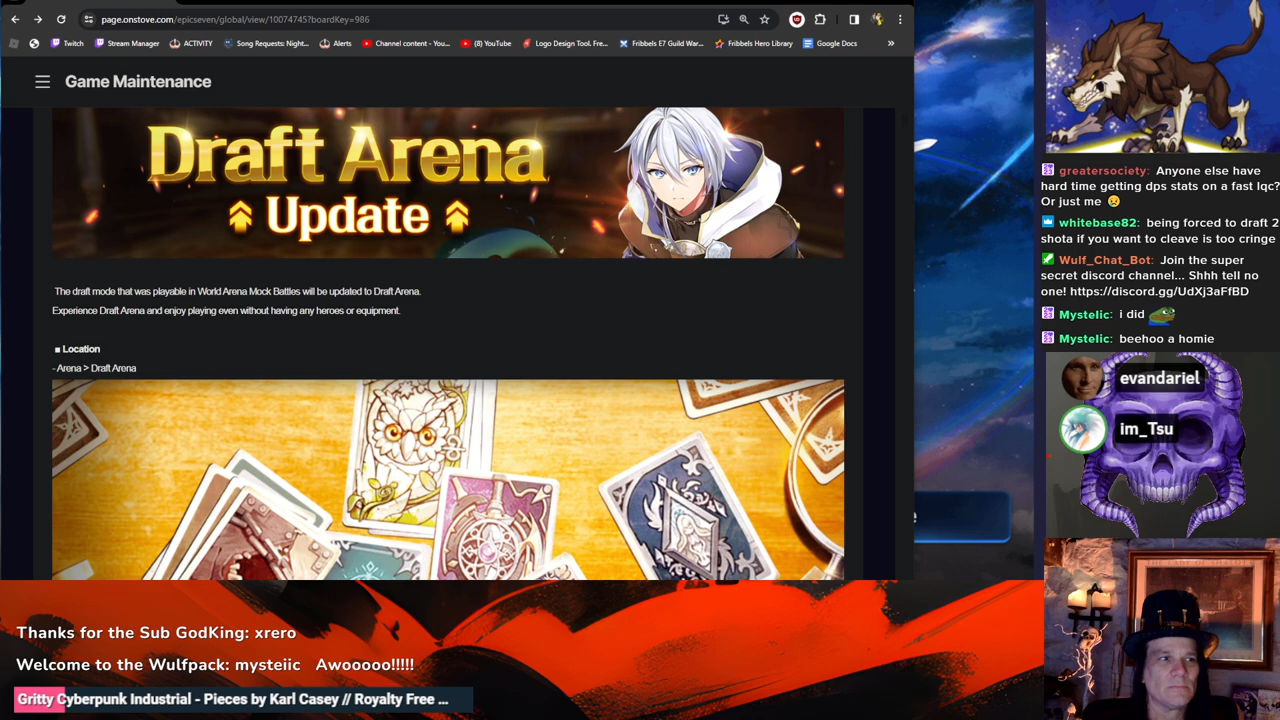 page.onstove.com/epicseven/global/view/10074745?boardKey=986
Twitch
Stream Manager
ACTIVITY
Song Requests: Night...
Alerts
Channel content - You...
(8) YouTube
Logo Design Tool. Fre...
Fribbels E7 Guild War...
Fribbels Hero Library
Google Docs
»
Game Maintenance
Draft Arena
Update
The draft mode that was playable in World Arena Mock Battles will be updated to Draft Arena.
Experience Draft Arena and enjoy playing even without having any heroes or equipment.
■ Location
- Arena > Draft Arena
greatersociety: Anyone else have
hard time getting dps stats on a fast lqc?
Or just me 😥
whitebase82: being forced to draft 2
shota if you want to cleave is too cringe
Wulf_Chat_Bot: Join the super
secret discord channel... Shhh tell no
one! https://discord.gg/UdXj3aFfBD
Mystelic: i did
Mystelic: beehoo a homie
evandariel
im_Tsu
Thanks for the Sub GodKing: xrero
Welcome to the Wulfpack: mysteiic Awooooo!!!!!
Gritty Cyberpunk Industrial - Pieces by Karl Casey // Royalty Free ...